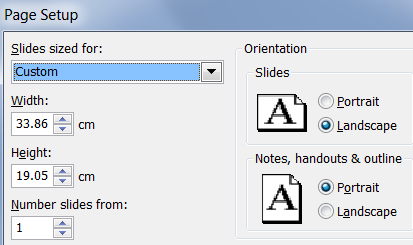 Page Setup
Slides sized for:
Custom
Width:
33.86 cm
Height:
19.05 cm
Number slides from:
1
Orientation
Slides
A
Portrait
Landscape
Notes, handouts & outline
A
Portrait
Landscape